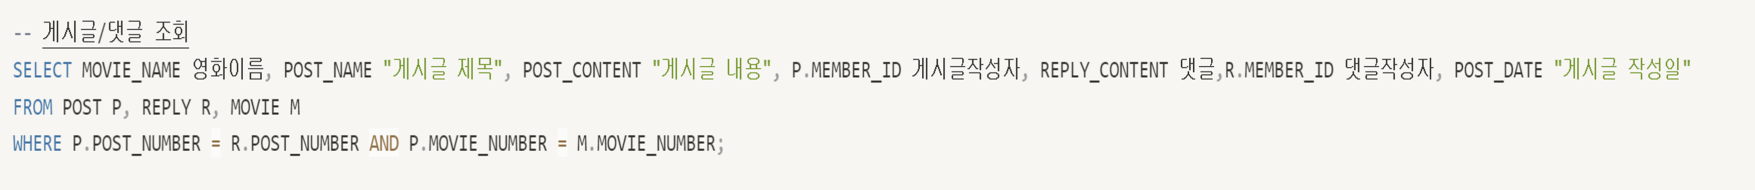 -- 게시글/댓글 조회
SELECT MOVIE_NAME 영화이름, POST_NAME "게시글 제목", POST_CONTENT "게시글 내용", P.MEMBER_ID 게시글작성자, REPLY_CONTENT 댓글,R.MEMBER_ID 댓글작성자, POST_DATE "게시글 작성일"
FROM POST P, REPLY R, MOVIE M
WHERE P.POST_NUMBER = R.POST_NUMBER AND P.MOVIE_NUMBER = M.MOVIE_NUMBER;